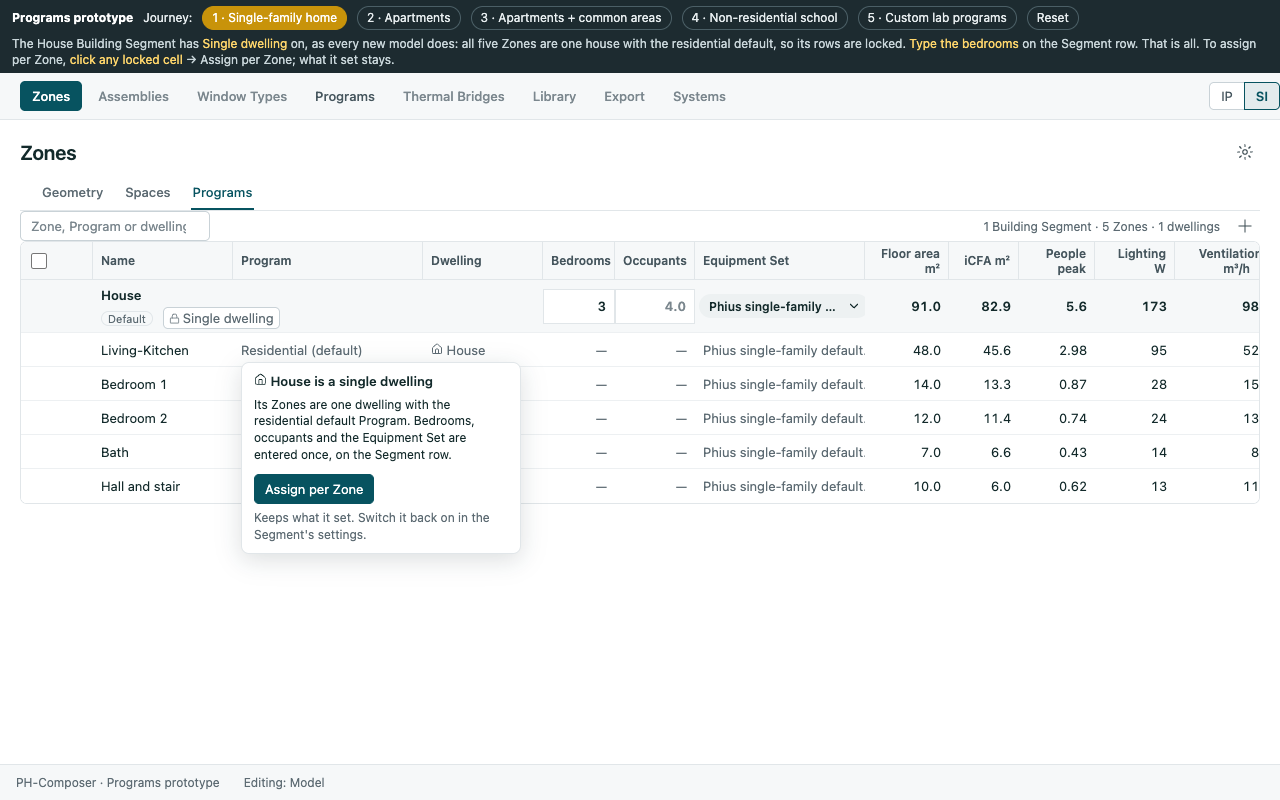 Programs prototype Journey: 1 · Single-family home 2 · Apartments 3 · Apartments + common areas 4 · Non-residential school 5 · Custom lab programs Reset
The House Building Segment has Single dwelling on, as every new model does: all five Zones are one house with the residential default, so its rows are locked. Type the bedrooms on the Segment row. That is all. To assign
per Zone, click any locked cell → Assign per Zone; what it set stays.
Zones Assemblies Window Types Programs Thermal Bridges Library Export Systems IP SI
Zones
Geometry Spaces Programs
Zone, Program or dwelling 1 Building Segment · 5 Zones · 1 dwellings
Name Program Dwelling Bedrooms Occupants Equipment Set Floor area m² iCFA m² People peak Lighting W Ventilation m³/h
House
Default Single dwelling 3 4.0 Phius single-family ... 91.0 82.9 5.6 173 98
Living-Kitchen Residential (default) House — — Phius single-family default. 48.0 45.6 2.98 95 52
Bedroom 1 — — Phius single-family default. 14.0 13.3 0.87 28 15
Bedroom 2 — — Phius single-family default. 12.0 11.4 0.74 24 13
Bath — — Phius single-family default. 7.0 6.6 0.43 14 8
Hall and stair — — Phius single-family default. 10.0 6.0 0.62 13 11
House is a single dwelling
Its Zones are one dwelling with the
residential default Program. Bedrooms,
occupants and the Equipment Set are
entered once, on the Segment row.
Assign per Zone
Keeps what it set. Switch it back on in the
Segment's settings.
PH-Composer · Programs prototype Editing: Model